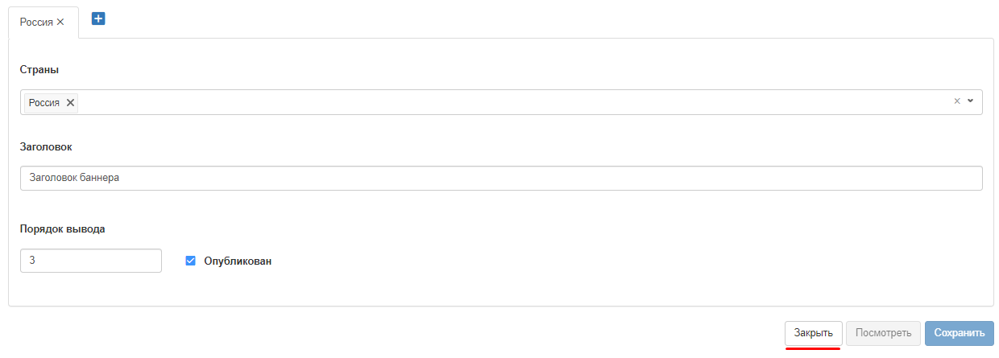 Россия
Страны
Россия
Заголовок
Заголовок баннера
Порядок вывода
3
Опубликован
Закрыть Посмотреть Сохранить